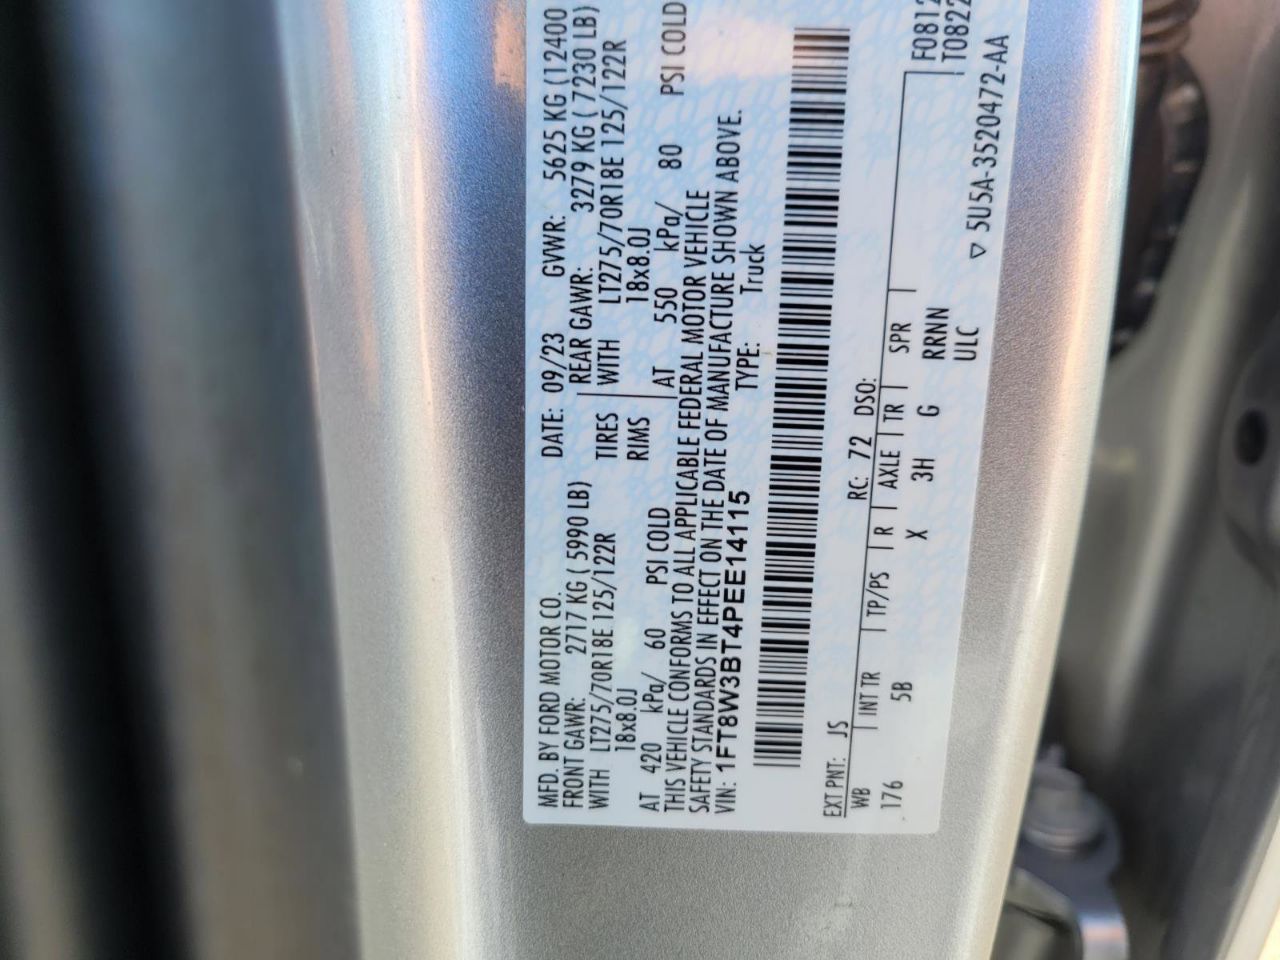 MFD. BY FORD MOTOR CO. DATE: 09/23 GVWR: 5625 KG (12400
FRONT GAWR: 2717 KG ( 5990 LB) REAR GAWR: 3279 KG ( 7230 LB)
WITH LT275/70R18E 125/122R TIRES WITH LT275/70R18E 125/122R
18x8.0J RIMS 18x8.0J
AT 420 kPa/ 60 PSI COLD AT 550 kPa/ 80 PSI COLD
THIS VEHICLE CONFORMS TO ALL APPLICABLE FEDERAL MOTOR VEHICLE
SAFETY STANDARDS IN EFFECT ON THE DATE OF MANUFACTURE SHOWN ABOVE.
VIN: 1FT8W3BT4PEE14115 TYPE: Truck
EXT PNT: JS RC: 72 DSO:
WB INT TR TP/PS R AXLE TR SPR
176 5B X 3H G RRNN
ULC
F0812
T0822
▽ 5U5A-3520472-AA